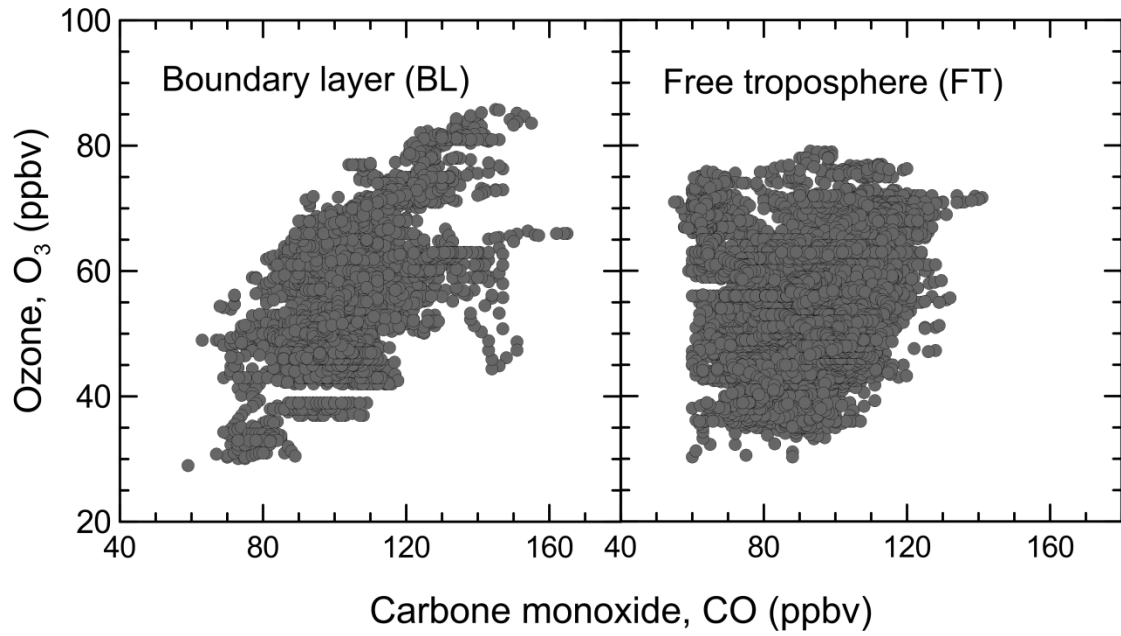 100
80
60
40
20
Ozone, O₃ (ppbv)
Boundary layer (BL)
Free troposphere (FT)
40 80 120 160 40 80 120 160
Carbone monoxide, CO (ppbv)